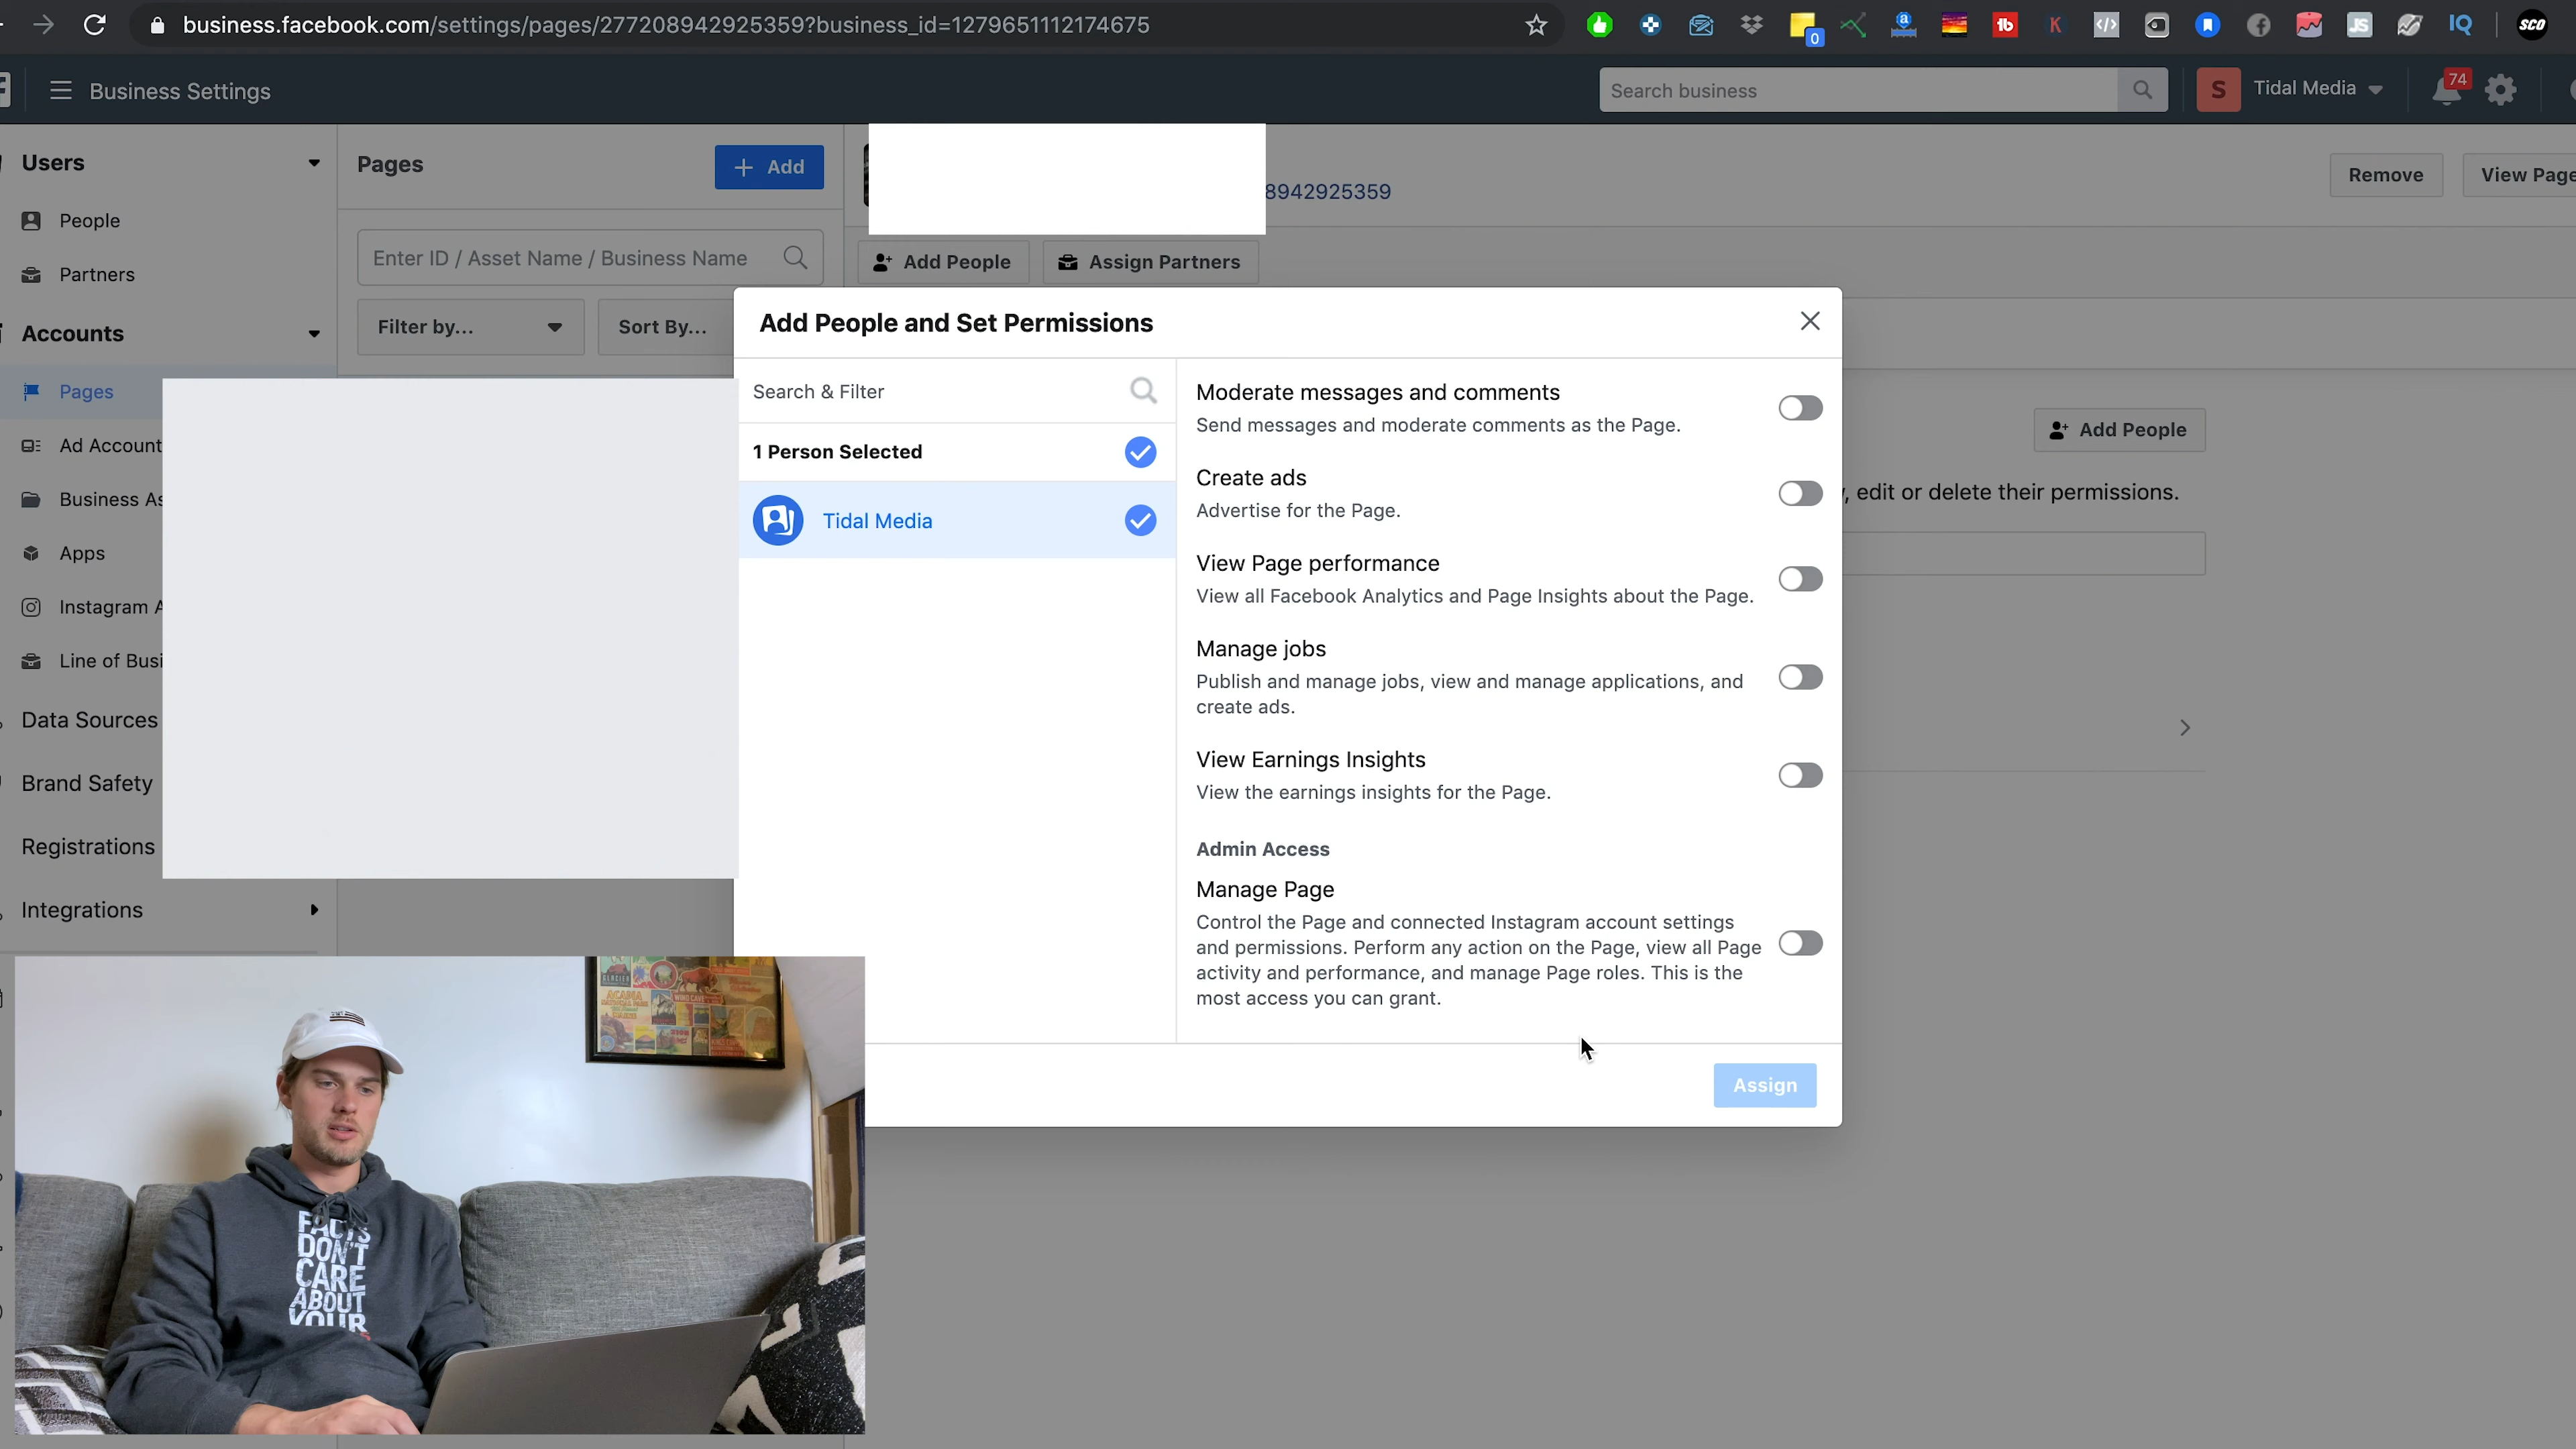 business.facebook.com/settings/pages/277208942925359?business_id=1279651112174675
0
a
tb
K
</>
JS
IQ
SCO
Business Settings
Search business
S
Tidal Media
74
Users
People
Partners
Accounts
Pages
Ad Account
Business As
Apps
Instagram A
Line of Busi
Data Sources
Brand Safety
Registrations
Integrations
Pages
+ Add
Enter ID / Asset Name / Business Name
Filter by...
Sort By...
8942925359
Remove
View Page
Add People
Assign Partners
Add People
, edit or delete their permissions.
Add People and Set Permissions
Search & Filter
1 Person Selected
Tidal Media
Moderate messages and comments
Send messages and moderate comments as the Page.
Create ads
Advertise for the Page.
View Page performance
View all Facebook Analytics and Page Insights about the Page.
Manage jobs
Publish and manage jobs, view and manage applications, and
create ads.
View Earnings Insights
View the earnings insights for the Page.
Admin Access
Manage Page
Control the Page and connected Instagram account settings
and permissions. Perform any action on the Page, view all Page
activity and performance, and manage Page roles. This is the
most access you can grant.
Assign
FACTS
DON'T
CARE
ABOUT
YOUR